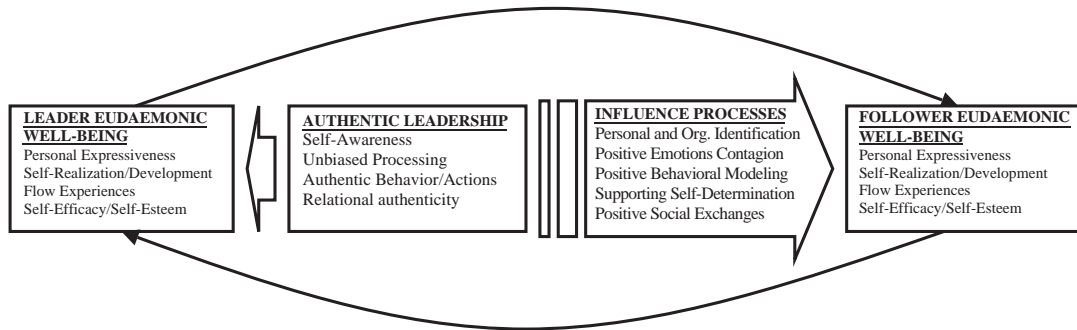 LEADER EUDAEMONIC
WELL-BEING
Personal Expressiveness
Self-Realization/Development
Flow Experiences
Self-Efficacy/Self-Esteem
AUTHENTIC LEADERSHIP
Self-Awareness
Unbiased Processing
Authentic Behavior/Actions
Relational authenticity
INFLUENCE PROCESSES
Personal and Org. Identification
Positive Emotions Contagion
Positive Behavioral Modeling
Supporting Self-Determination
Positive Social Exchanges
FOLLOWER EUDAEMONIC
WELL-BEING
Personal Expressiveness
Self-Realization/Development
Flow Experiences
Self-Efficacy/Self-Esteem